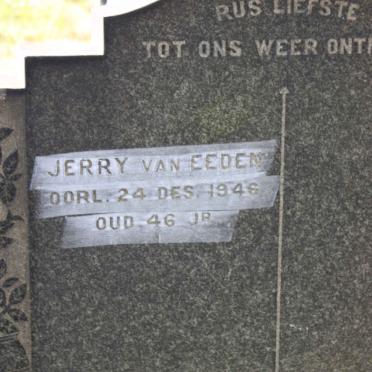 RUS LIEFSTE
TOT ONS WEER
JERRY VAN EEDEN
OORL. 24 DES. 1946
OUD 46 JR.